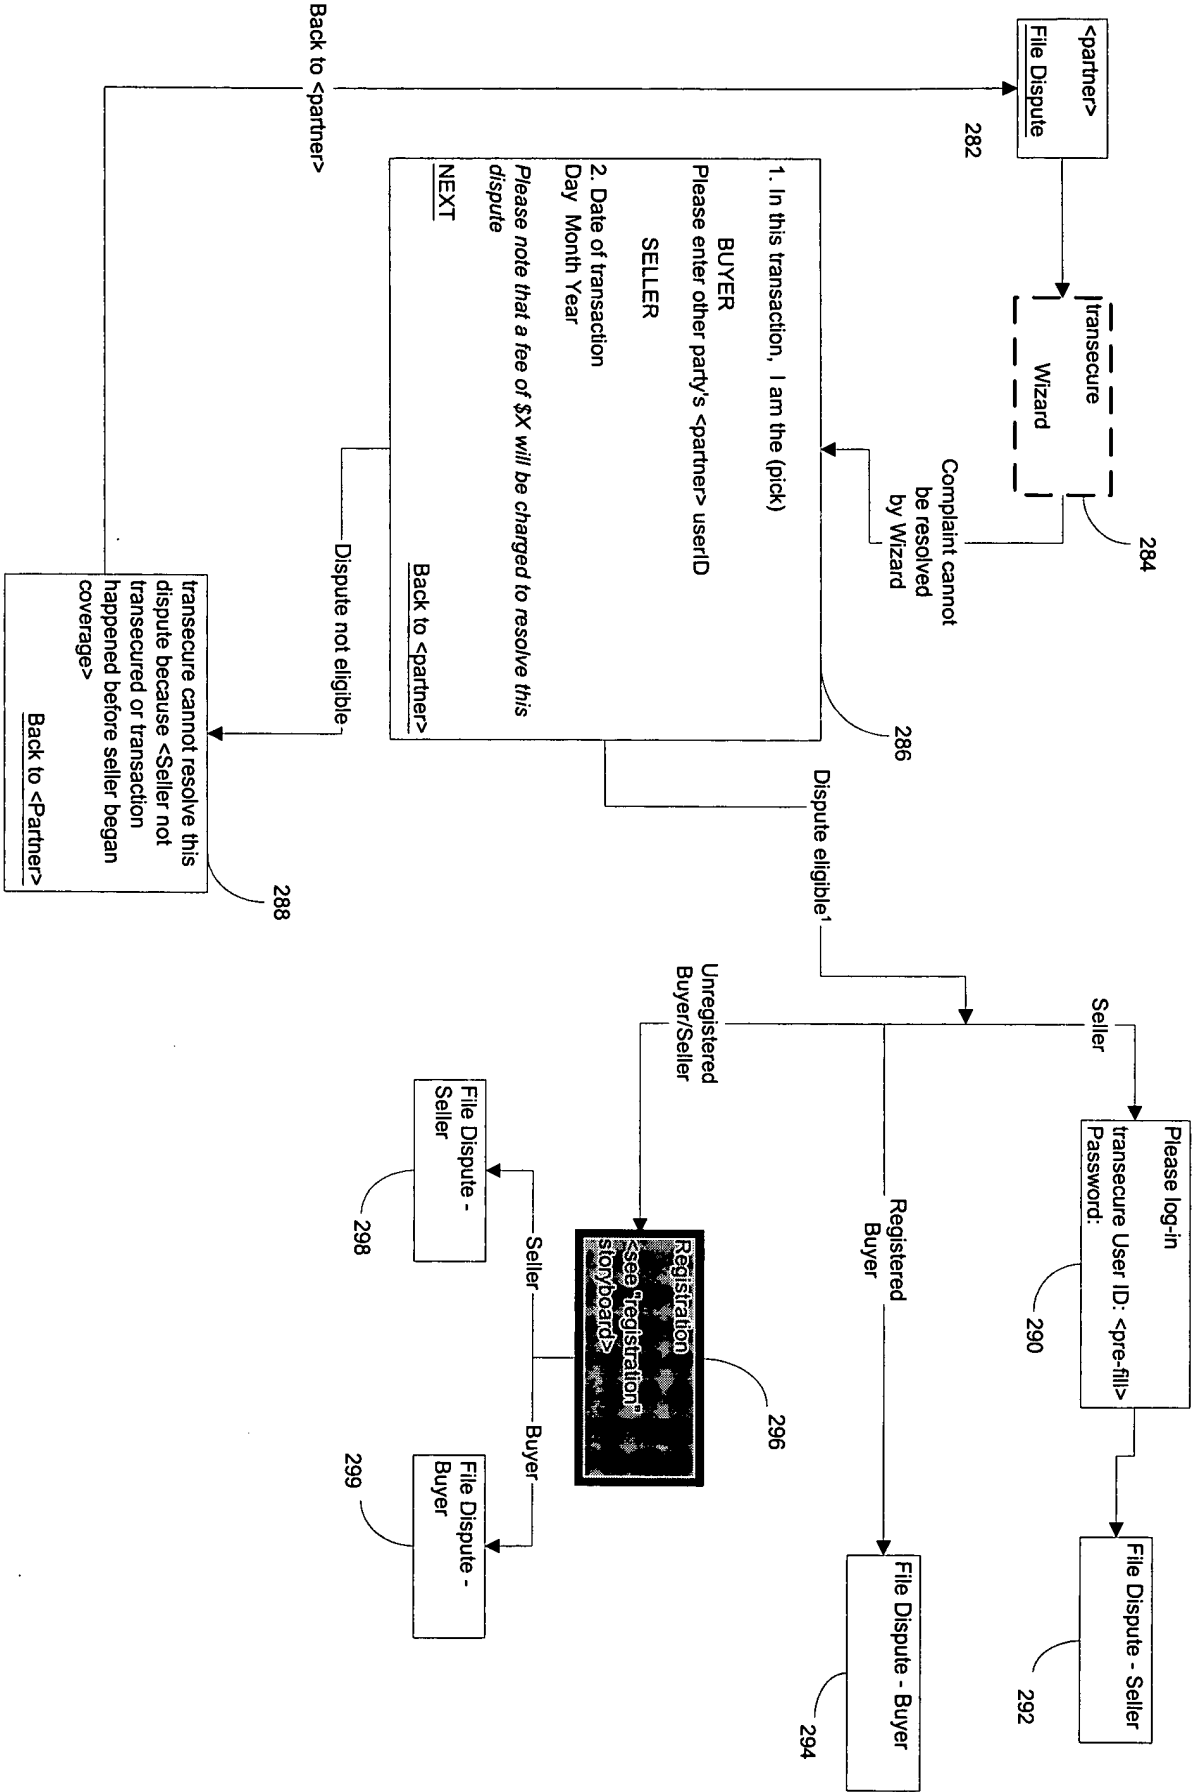 <partner>
File Dispute
282
transecure
Wizard
284
Complaint cannot
be resolved
by Wizard
1. In this transaction, I am the (pick)
BUYER
Please enter other party's <partner> userID
SELLER
2. Date of transaction
Day Month Year
Please note that a fee of $X will be charged to resolve this
dispute
NEXT
Back to <partner>
286
Back to <partner>
Dispute not eligible
transecure cannot resolve this
dispute because <Seller not
transecured or transaction
happened before seller began
coverage>
Back to <Partner>
288
Dispute eligible¹
Seller
Please log-in
transecure User ID: <pre-fill>
Password:
290
File Dispute - Seller
292
Registered
Buyer
File Dispute - Buyer
294
Unregistered
Buyer/Seller
Registration
<see "registration"
storyboard>
296
Seller
File Dispute -
Seller
298
Buyer
File Dispute -
Buyer
299